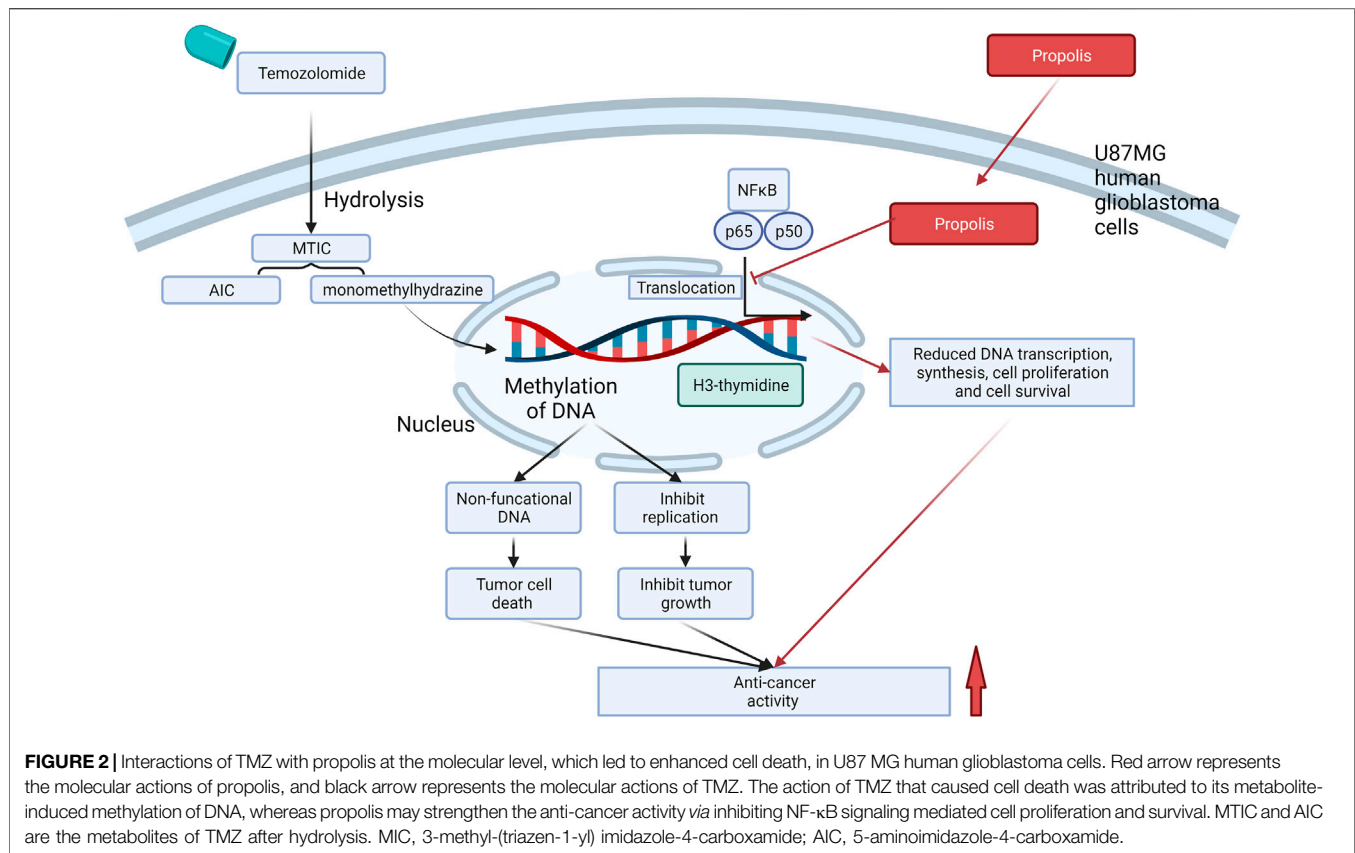 Temozolomide
Propolis
U87MG
human
glioblastoma
cells
Hydrolysis
NFκB
p65
p50
Propolis
MTIC
AIC
monomethylhydrazine
Translocation
H3-thymidine
Methylation
of DNA
Nucleus
Reduced DNA transcription,
synthesis, cell proliferation
and cell survival
Non-funcational
DNA
Inhibit
replication
Tumor cell
death
Inhibit tumor
growth
Anti-cancer
activity
FIGURE 2 | Interactions of TMZ with propolis at the molecular level, which led to enhanced cell death, in U87 MG human glioblastoma cells. Red arrow represents
the molecular actions of propolis, and black arrow represents the molecular actions of TMZ. The action of TMZ that caused cell death was attributed to its metabolite-
induced methylation of DNA, whereas propolis may strengthen the anti-cancer activity via inhibiting NF-κB signaling mediated cell proliferation and survival. MTIC and AIC
are the metabolites of TMZ after hydrolysis. MIC, 3-methyl-(triazen-1-yl) imidazole-4-carboxamide; AIC, 5-aminoimidazole-4-carboxamide.